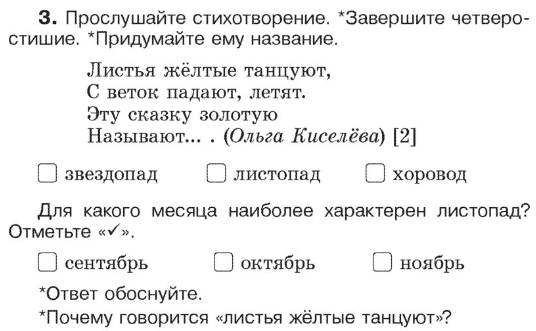 3. Прослушайте стихотворение. *Завершите четверо-
стишие. *Придумайте ему название.
Листья жёлтые танцуют,
С веток падают, летят.
Эту сказку золотую
Называют... . (Ольга Киселёва) [2]
звездопад листопад хоровод
Для какого месяца наиболее характерен листопад?
Отметьте «✓».
сентябрь октябрь ноябрь
*Ответ обоснуйте.
*Почему говорится «листья жёлтые танцуют»?